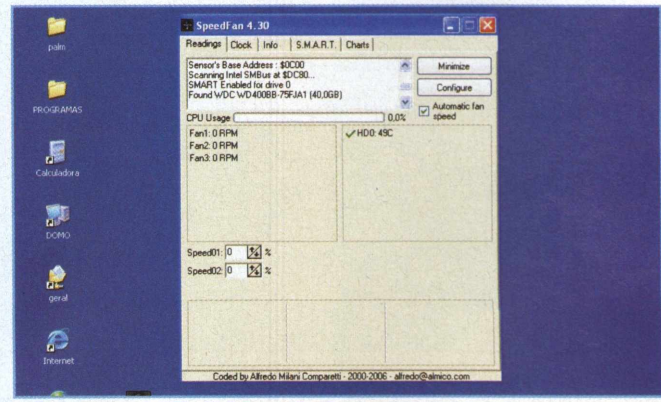 palm
PROGRAMAS
Calculadora
DOMO
geral
Internet
SpeedFan 4.30
Readings Clock Info S.M.A.R.T. Charts
Sensor's Base Address : $0C00
Scanning Intel SMBus at $DC80...
SMART Enabled for drive 0
Found WDC WD400BB-75FJA1 (40,0GB)
Minimize
Configure
Automatic fan
speed
CPU Usage 0,0%
Fan1: 0 RPM
Fan2: 0 RPM
Fan3: 0 RPM
HD0: 49C
Speed01: 0 %
Speed02: 0 %
Coded by Alfredo Milani Comparetti - 2000-2006 - alfredo@almico.com